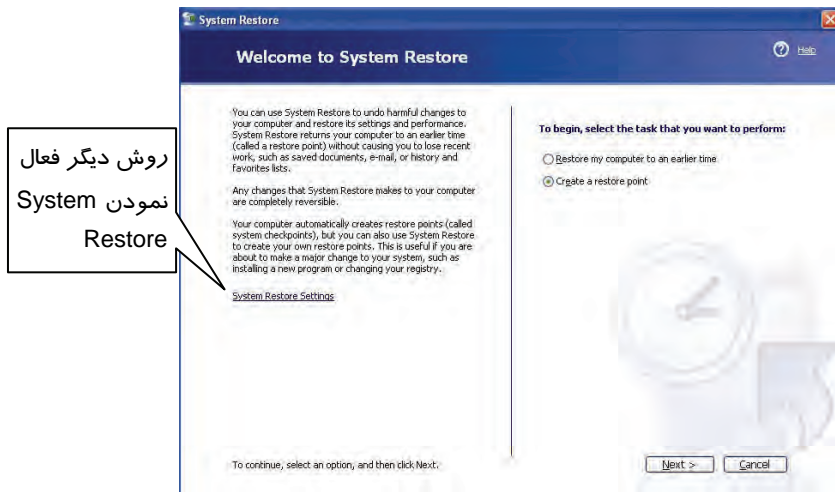 System Restore
Welcome to System Restore
Help
You can use System Restore to undo harmful changes to
your computer and restore its settings and performance.
System Restore returns your computer to an earlier time
(called a restore point) without causing you to lose recent
work, such as saved documents, e-mail, or history and
favorites lists.
Any changes that System Restore makes to your computer
are completely reversible.
Your computer automatically creates restore points (called
system checkpoints), but you can also use System Restore
to create your own restore points. This is useful if you are
about to make a major change to your system, such as
installing a new program or changing your registry.
System Restore Settings
To begin, select the task that you want to perform:
Restore my computer to an earlier time
Create a restore point
To continue, select an option, and then click Next.
Next >
Cancel
روش دیگر فعال
نمودن System
Restore